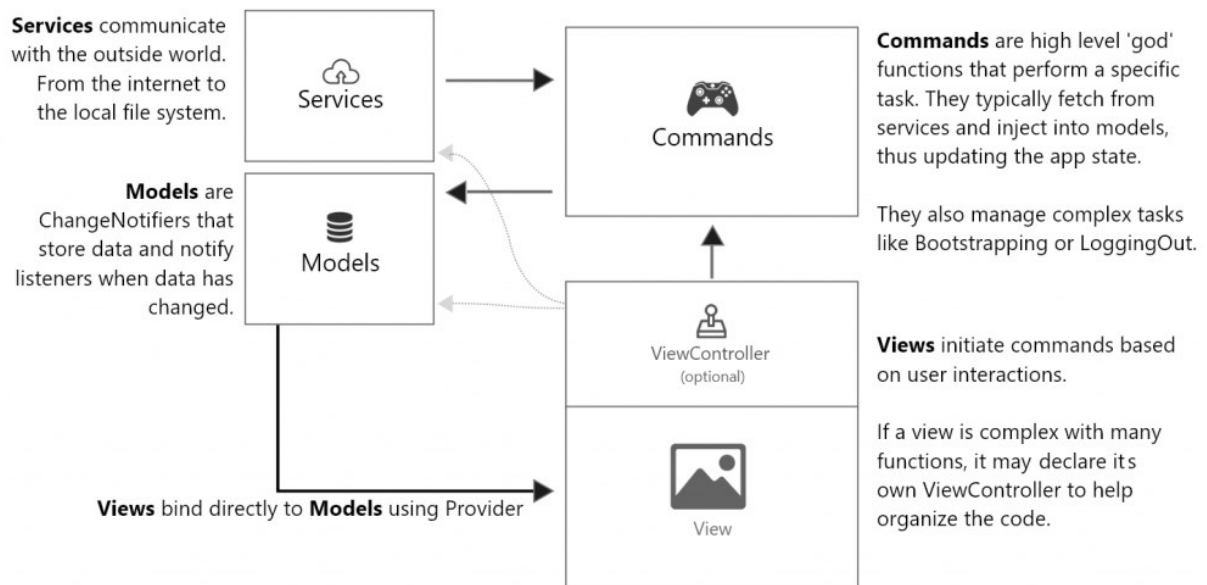 Services communicate
with the outside world.
From the internet to
the local file system.
Services
Commands
Commands are high level 'god'
functions that perform a specific
task. They typically fetch from
services and inject into models,
thus updating the app state.
They also manage complex tasks
like Bootstrapping or LoggingOut.
Models are
ChangeNotifiers that
store data and notify
listeners when data has
changed.
Models
ViewController
(optional)
Views initiate commands based
on user interactions.
If a view is complex with many
functions, it may declare its
own ViewController to help
organize the code.
Views bind directly to Models using Provider
View